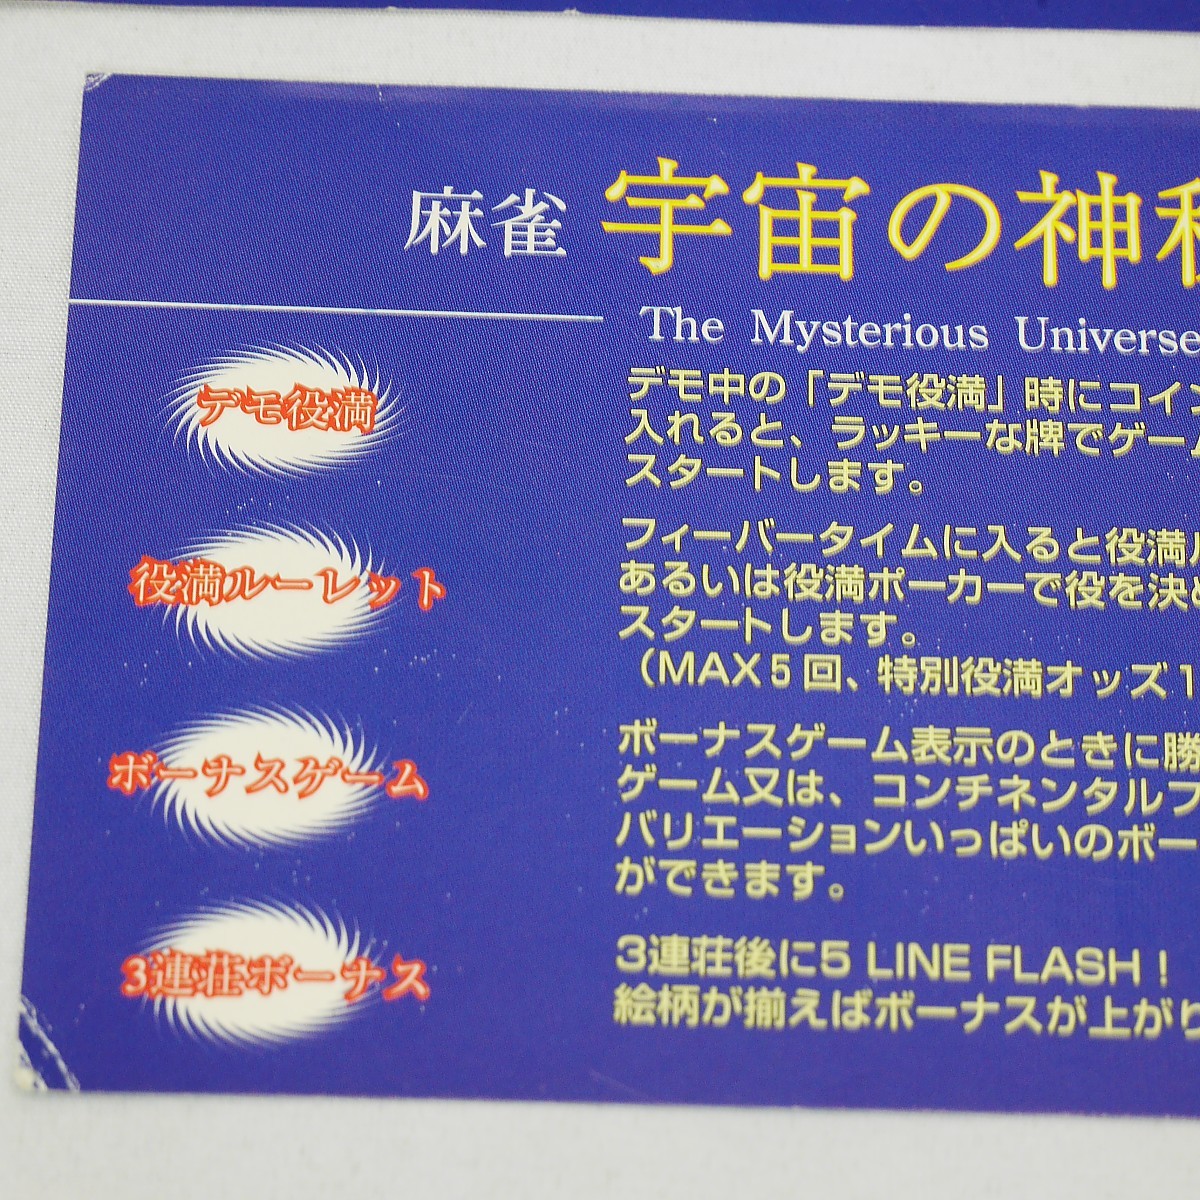 麻雀 宇宙の神
The Mysterious Universe
デモ役満
デモ中の「デモ役満」時にコイン
入れると、ラッキーな牌でゲーム
スタートします。
役満ルーレット
フィーバータイムに入ると役満ル
あるいは役満ポーカーで役を決め
スタートします。
(MAX5回、特別役満オッズ1
ボーナスゲーム
ボーナスゲーム表示のときに勝
ゲーム又は、コンチネンタルフ
バリエーションいっぱいのボー
ができます。
3連荘ボーナス
3連荘後に5 LINE FLASH!
絵柄が揃えばボーナスが上がり